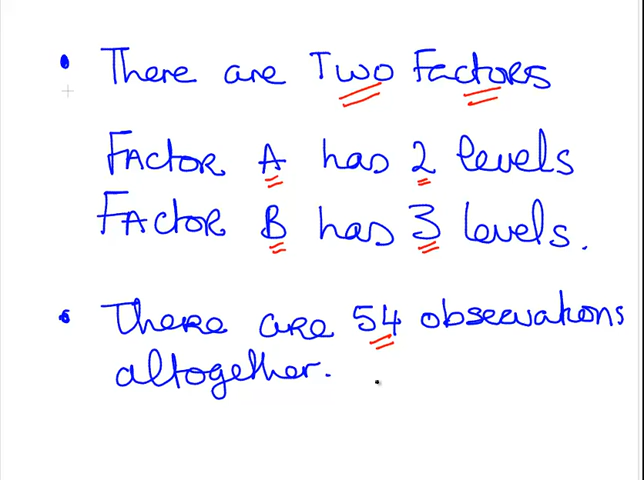 • There are Two Factors
Factor A has 2 levels
Factor B has 3 levels.
• There are 54 observations
altogether.